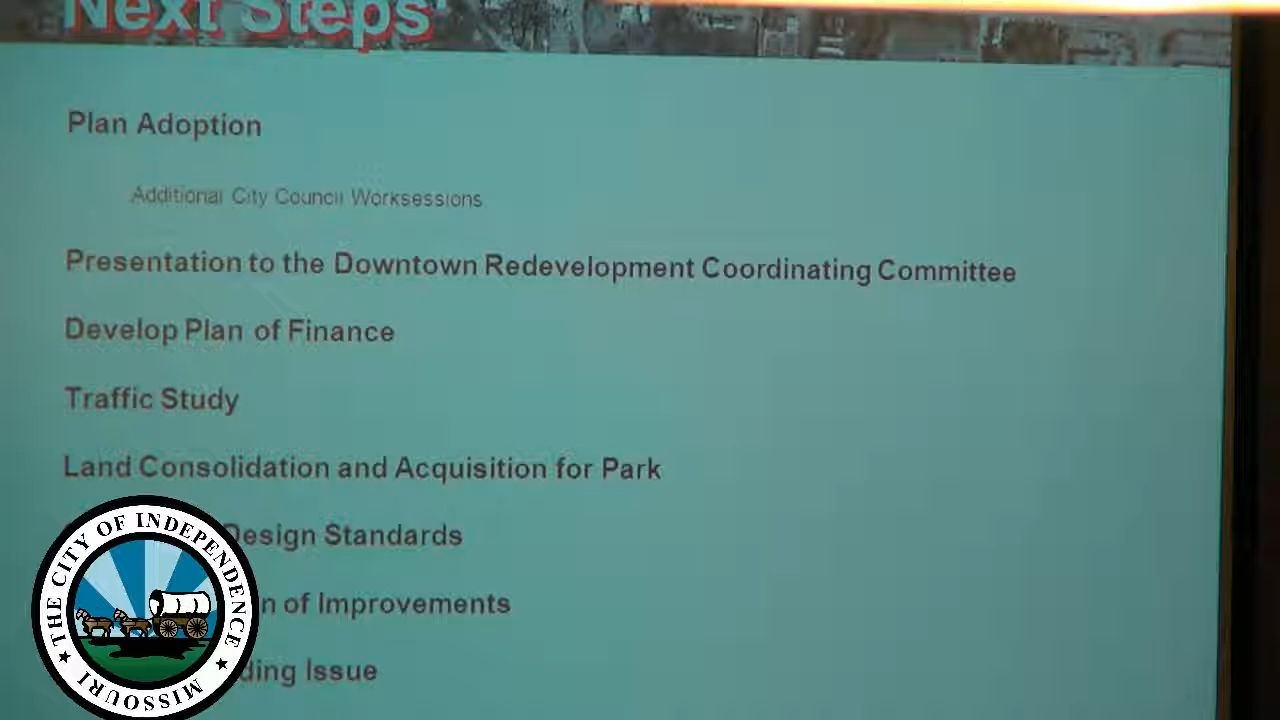 Next Steps
Plan Adoption
Additional City Council Worksessions
Presentation to the Downtown Redevelopment Coordinating Committee
Develop Plan of Finance
Traffic Study
Land Consolidation and Acquisition for Park
Design Standards
of Improvements
Issue
THE CITY OF INDEPENDENCE
MISSOURI